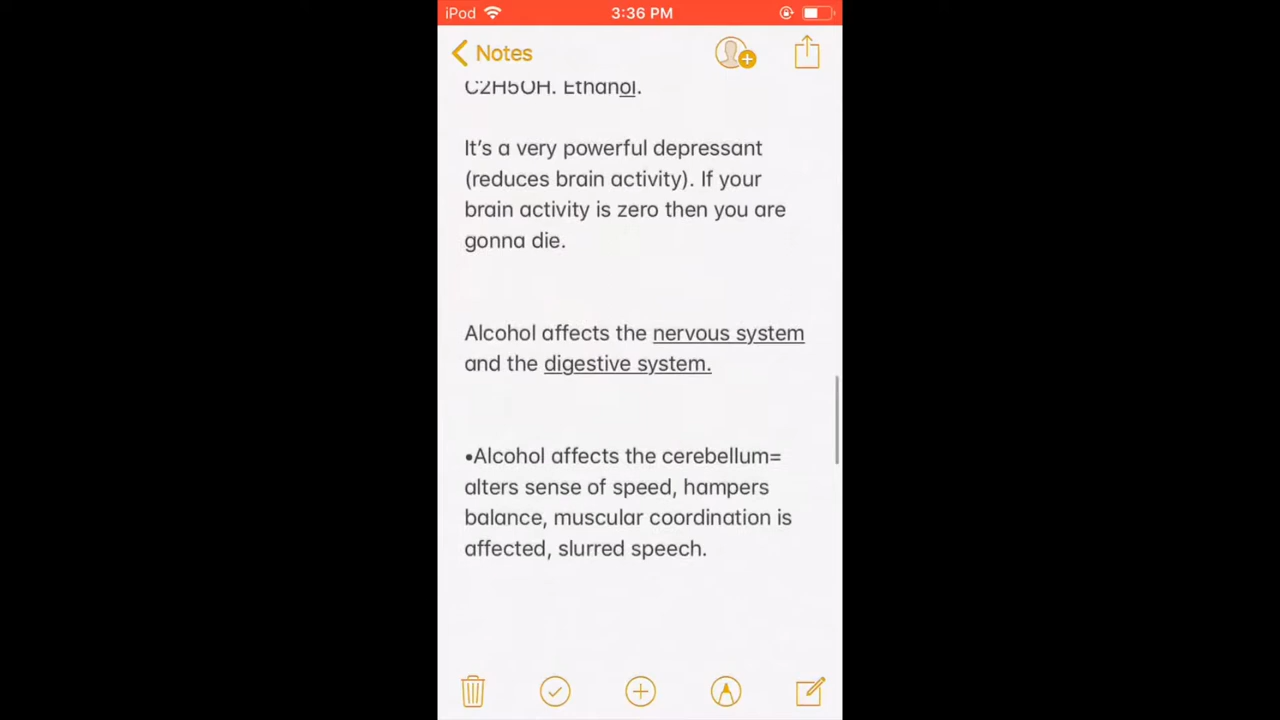 iPod 3:36 PM
Notes
C2H5OH. Ethanol.
It's a very powerful depressant
(reduces brain activity). If your
brain activity is zero then you are
gonna die.
Alcohol affects the nervous system
and the digestive system.
•Alcohol affects the cerebellum=
alters sense of speed, hampers
balance, muscular coordination is
affected, slurred speech.